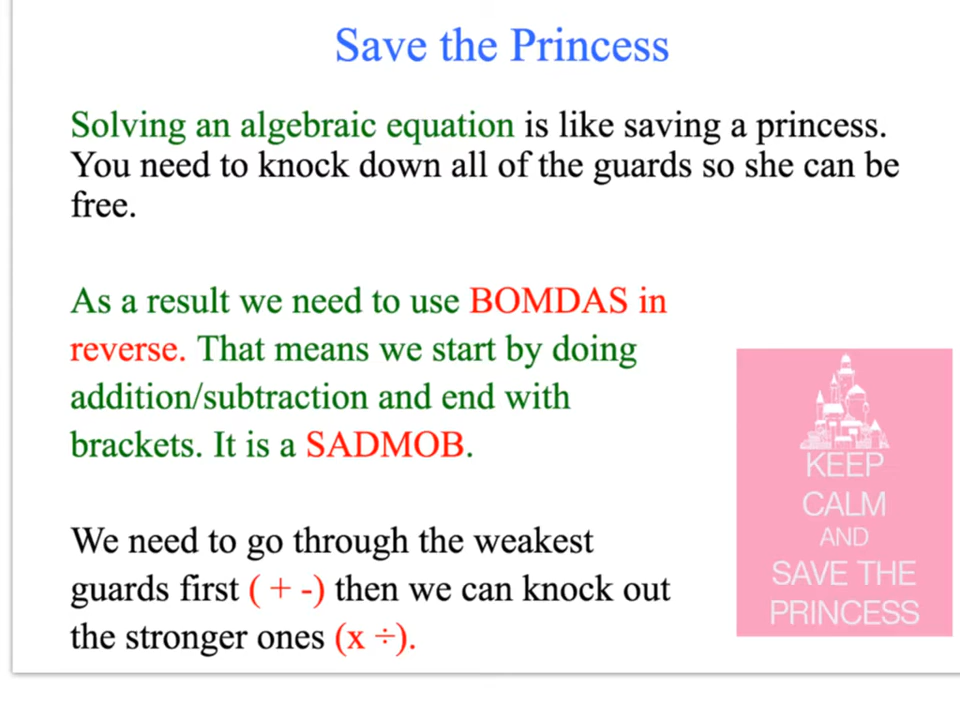 Save the Princess
Solving an algebraic equation is like saving a princess.
You need to knock down all of the guards so she can be
free.
As a result we need to use BOMDAS in
reverse. That means we start by doing
addition/subtraction and end with
brackets. It is a SADMOB.
We need to go through the weakest
guards first ( + -) then we can knock out
the stronger ones (x ÷).
KEEP
CALM
AND
SAVE THE
PRINCESS